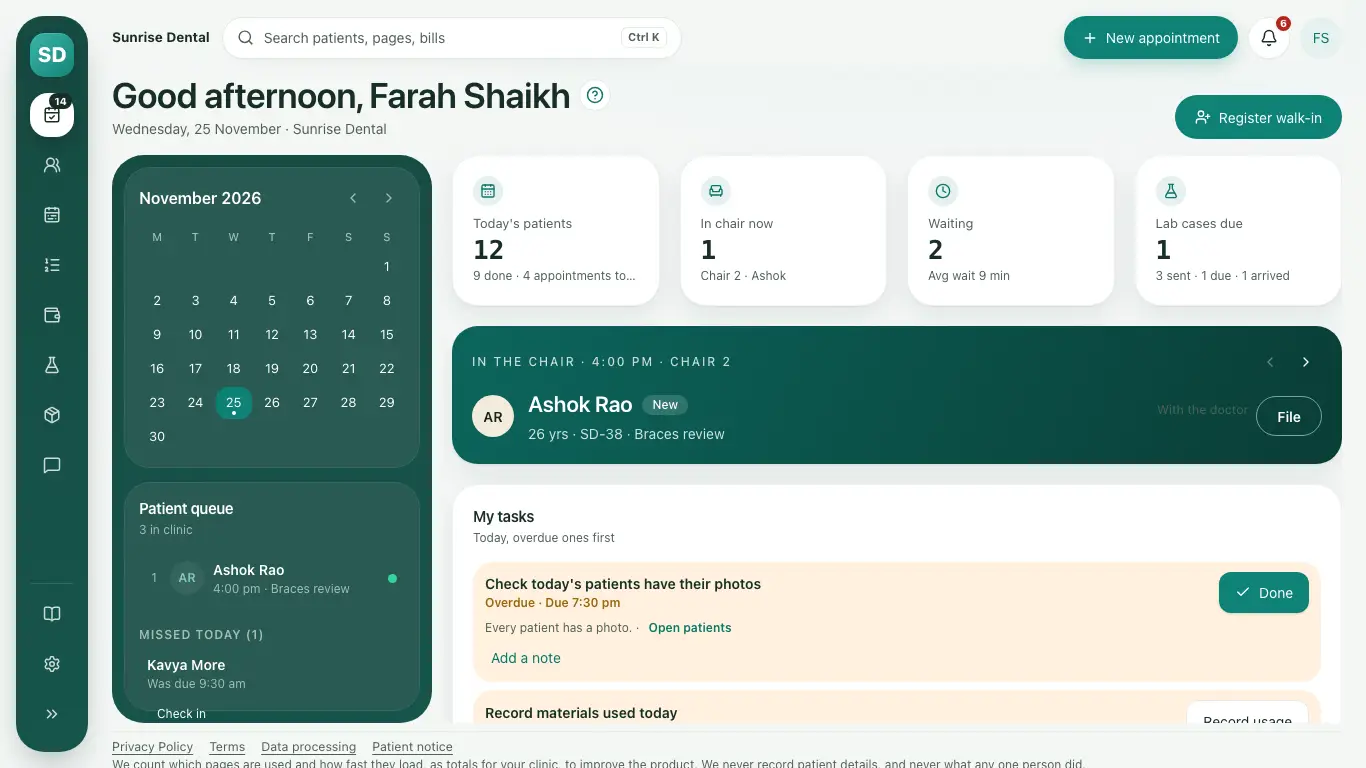 SD
Sunrise Dental
Search patients, pages, bills
Ctrl K
New appointment
6
FS
14
Good afternoon, Farah Shaikh
Wednesday, 25 November · Sunrise Dental
Register walk-in
November 2026
M T W T F S S
1
2 3 4 5 6 7 8
9 10 11 12 13 14 15
16 17 18 19 20 21 22
23 24 25 26 27 28 29
30
Patient queue
3 in clinic
1 AR Ashok Rao
4:00 pm · Braces review
MISSED TODAY (1)
Kavya More
Was due 9:30 am
Check in
Today's patients
12
9 done · 4 appointments to…
In chair now
1
Chair 2 · Ashok
Waiting
2
Avg wait 9 min
Lab cases due
1
3 sent · 1 due · 1 arrived
IN THE CHAIR · 4:00 PM · CHAIR 2
AR
Ashok Rao New
26 yrs · SD-38 · Braces review
With the doctor
File
My tasks
Today, overdue ones first
Check today's patients have their photos
Overdue · Due 7:30 pm
Every patient has a photo. · Open patients
Add a note
Done
Record materials used today
Record usage
Privacy Policy Terms Data processing Patient notice
We count which pages are used and how fast they load, as totals for your clinic, to improve the product. We never record patient details, and never what any one person did.